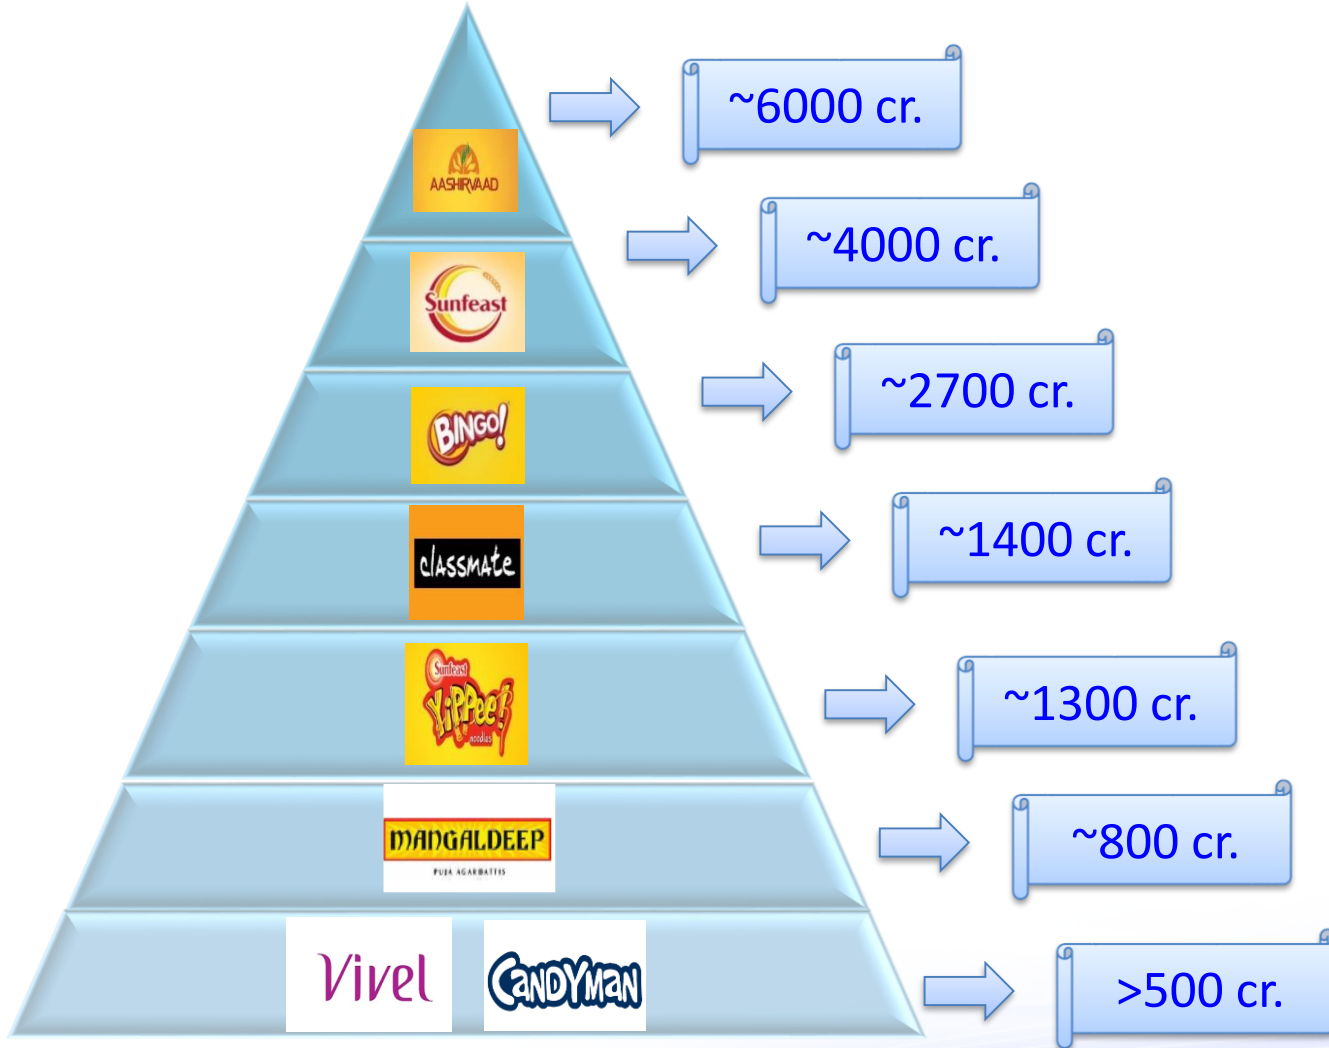 ~6000 cr.
AASHIRVAAD
~4000 cr.
Sunfeast
~2700 cr.
BINGO!
~1400 cr.
classmate
Sunfeast
YiPPee!
noodles
~1300 cr.
MANGALDEEP
PUJA AGARBATTIS
~800 cr.
Vivel
CANDYMAN
>500 cr.